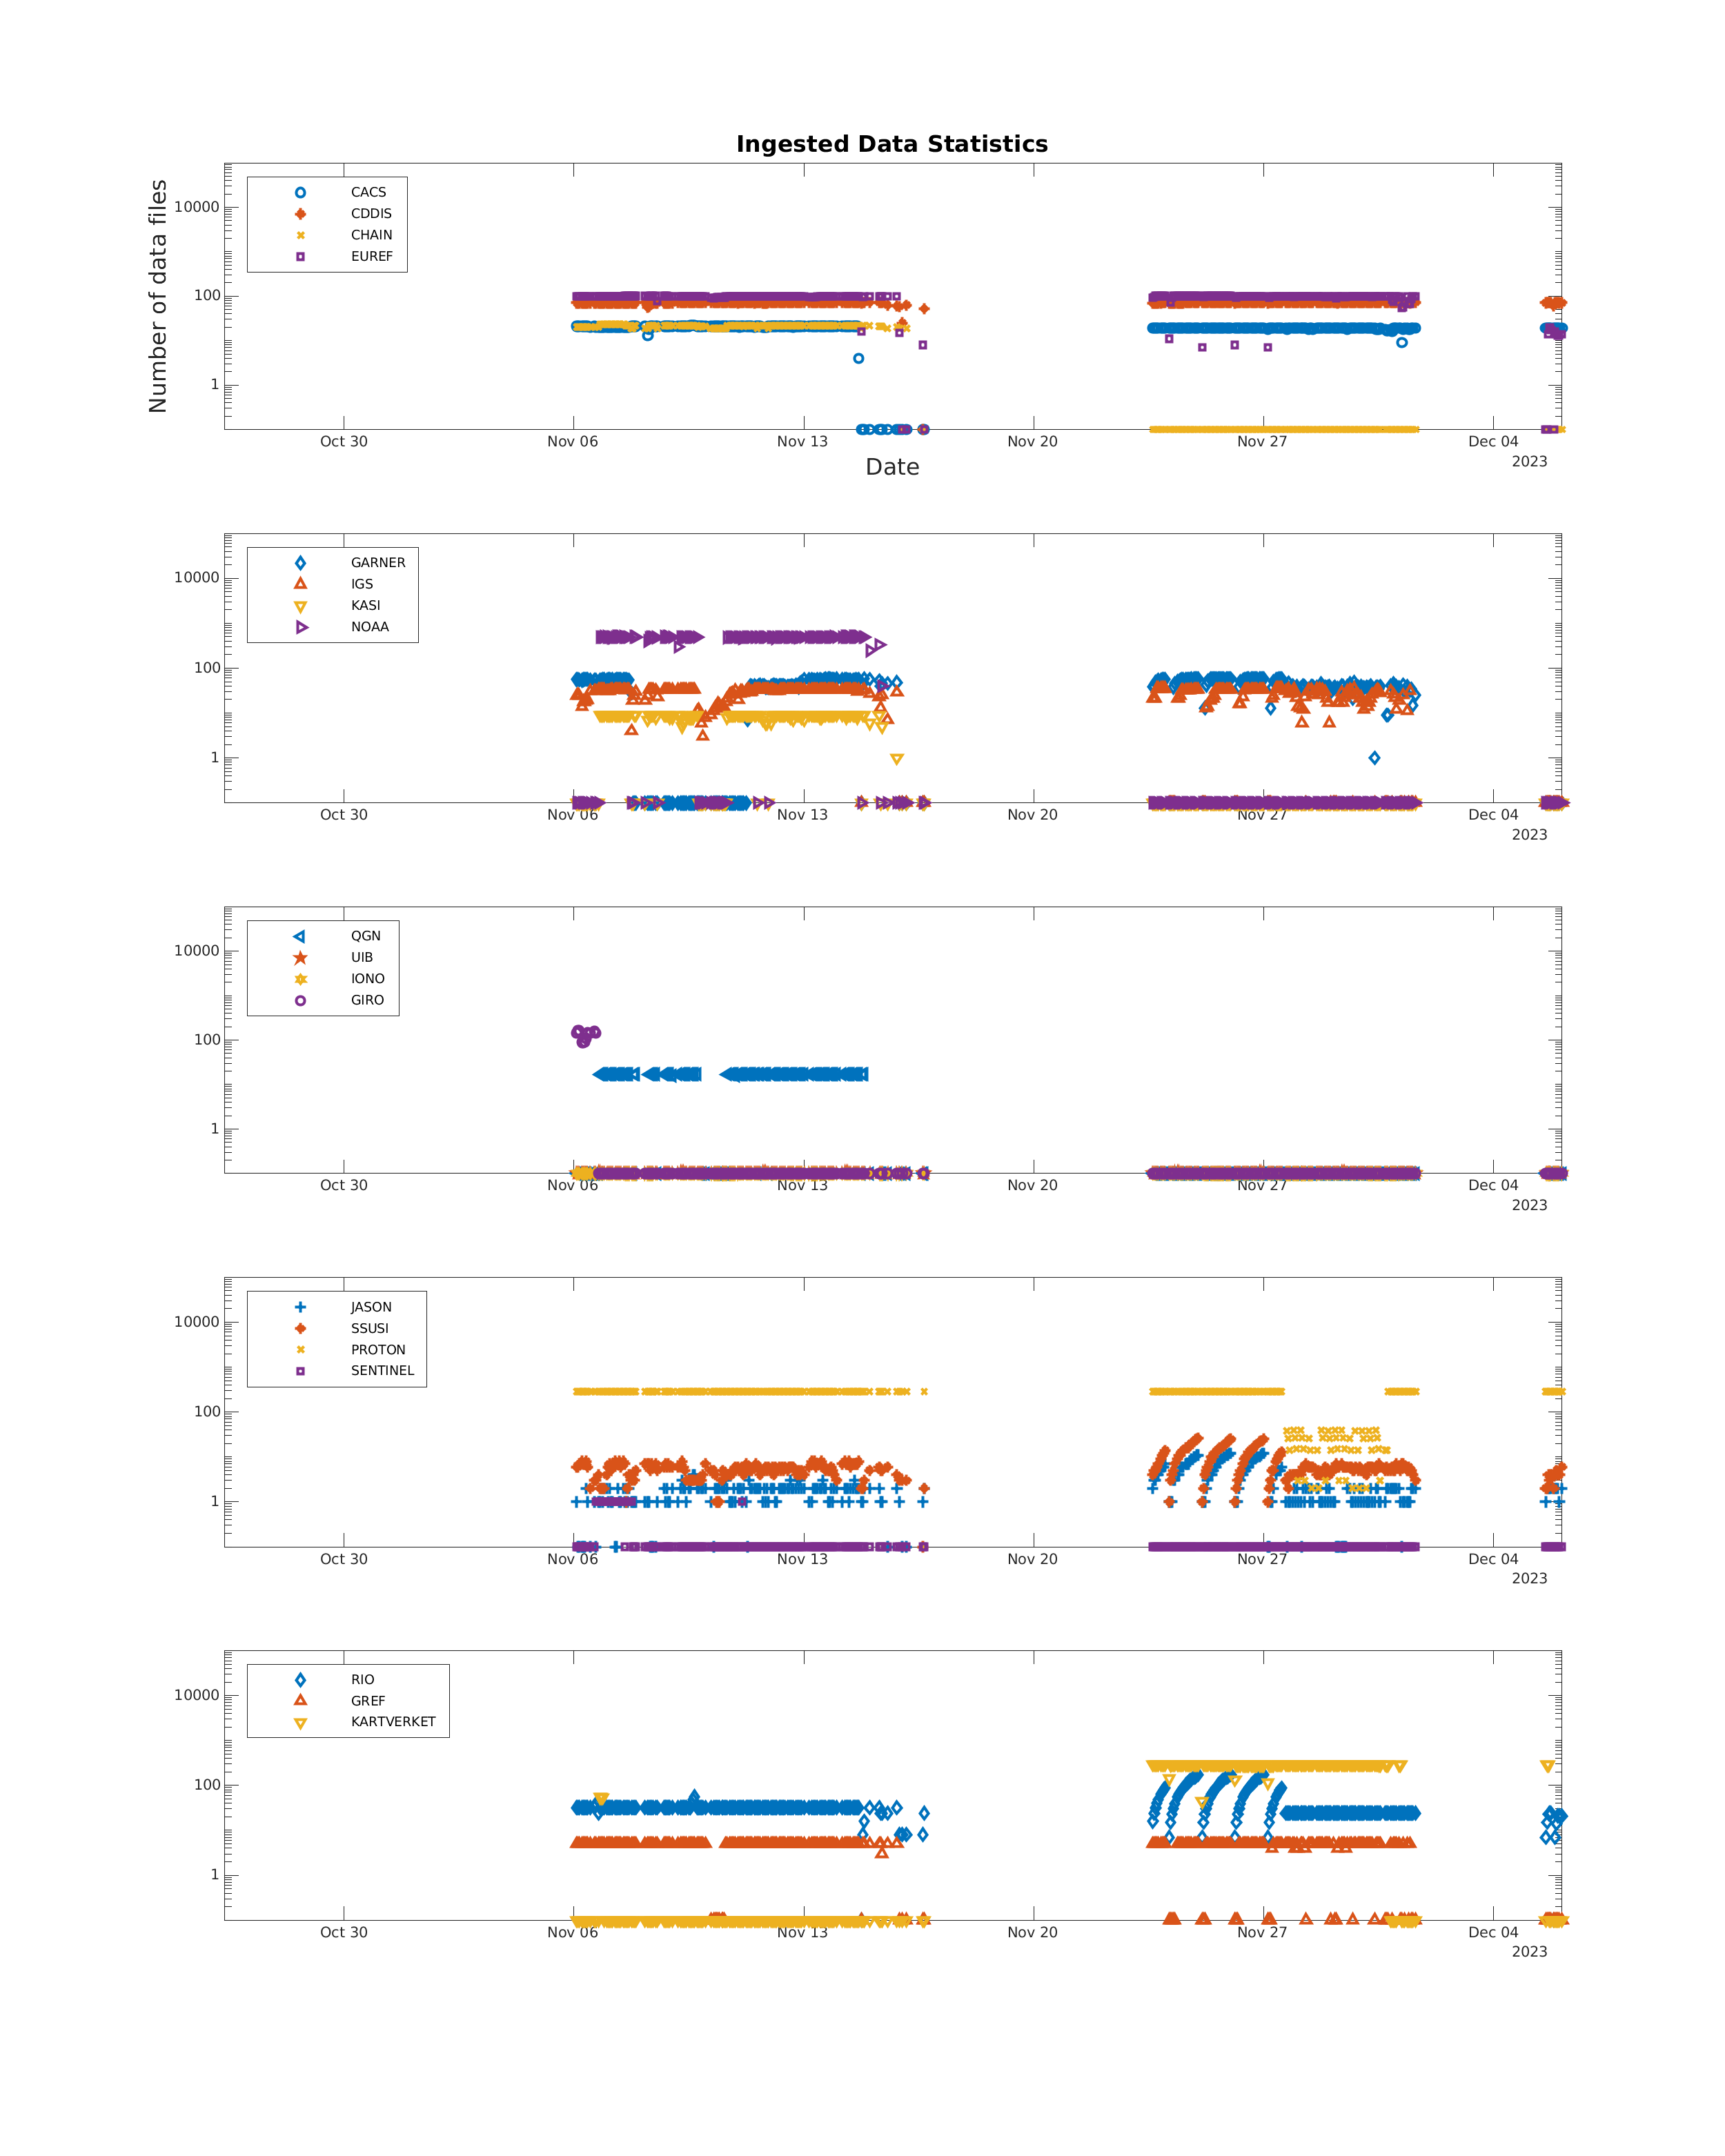 Ingested Data Statistics
Number of data files
10000
100
1
CACS
CDDIS
CHAIN
EUREF
Oct 30 Nov 06 Nov 13 Nov 20 Nov 27 Dec 04
2023
Date
10000
100
1
GARNER
IGS
KASI
NOAA
Oct 30 Nov 06 Nov 13 Nov 20 Nov 27 Dec 04
2023
10000
100
1
QGN
UIB
IONO
GIRO
Oct 30 Nov 06 Nov 13 Nov 20 Nov 27 Dec 04
2023
10000
100
1
JASON
SSUSI
PROTON
SENTINEL
Oct 30 Nov 06 Nov 13 Nov 20 Nov 27 Dec 04
2023
10000
100
1
RIO
GREF
KARTVERKET
Oct 30 Nov 06 Nov 13 Nov 20 Nov 27 Dec 04
2023